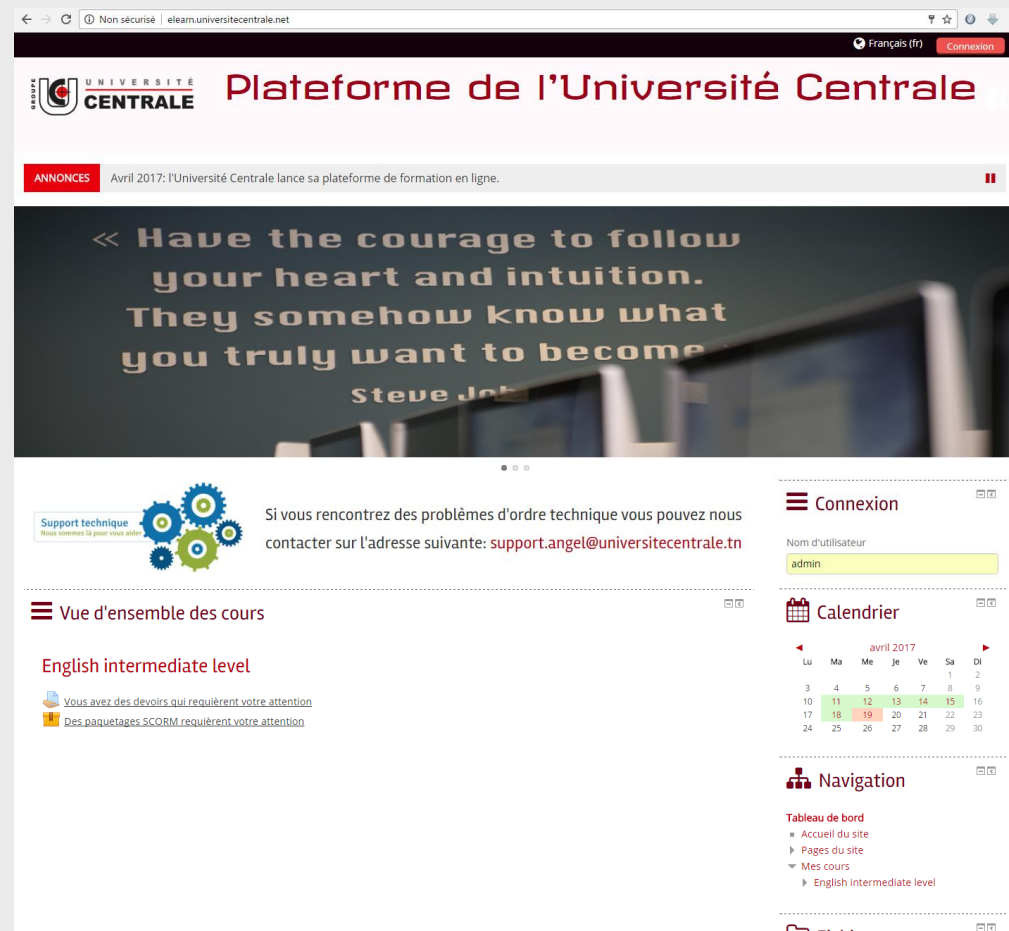 Non sécurisé | elearn.universitecentrale.net
Français (fr) Connexion
GROUPE UNIVERSITÉ CENTRALE
Plateforme de l'Université Centrale
ANNONCES Avril 2017: l'Université Centrale lance sa plateforme de formation en ligne.
« Have the courage to follow
your heart and intuition.
They somehow know what
you truly want to become
Steve
Support technique
Nous sommes là pour vous aider
Si vous rencontrez des problèmes d'ordre technique vous pouvez nous
contacter sur l'adresse suivante: support.angel@universitecentrale.tn
Vue d'ensemble des cours
English intermediate level
Vous avez des devoirs qui requièrent votre attention
Des paquetages SCORM requièrent votre attention
Connexion
Nom d'utilisateur
admin
Calendrier
avril 2017
Lu Ma Me Je Ve Sa Di
1 2
3 4 5 6 7 8 9
10 11 12 13 14 15 16
17 18 19 20 21 22 23
24 25 26 27 28 29 30
Navigation
Tableau de bord
Accueil du site
Pages du site
Mes cours
English intermediate level